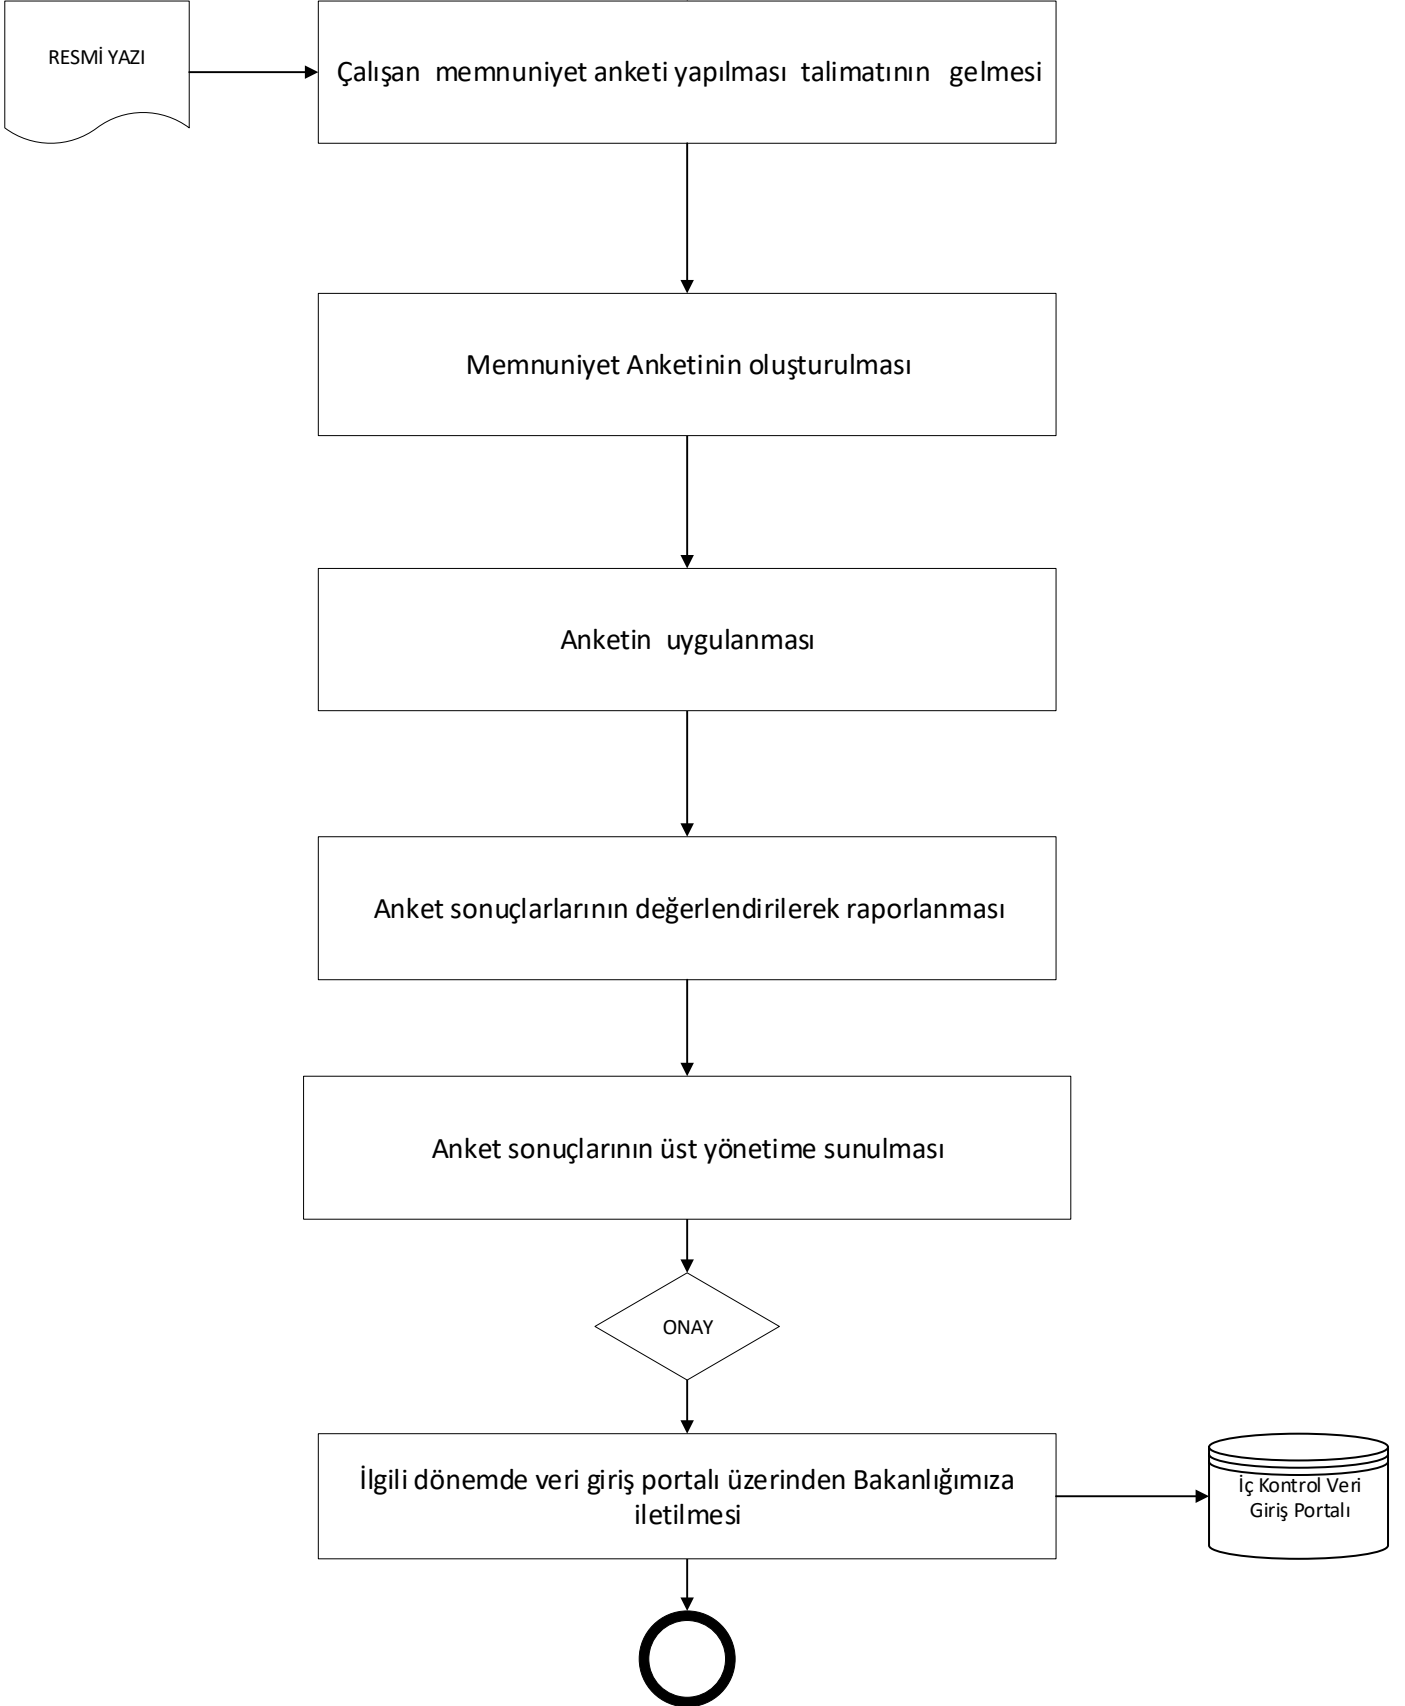 RESMİ YAZI
Çalışan memnuniyet anketi yapılması talimatının gelmesi
Memnuniyet Anketinin oluşturulması
Anketin uygulanması
Anket sonuçlarlarının değerlendirilerek raporlanması
Anket sonuçlarının üst yönetime sunulması
ONAY
İlgili dönemde veri giriş portalı üzerinden Bakanlığımıza
iletilmesi
İç Kontrol Veri
Giriş Portalı